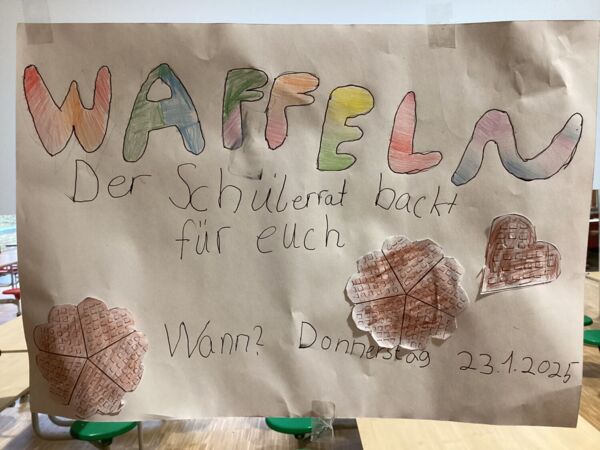 WAFFELN
Der Schülerrat backt
für euch
Wann? Donnerstag 23.1.2025